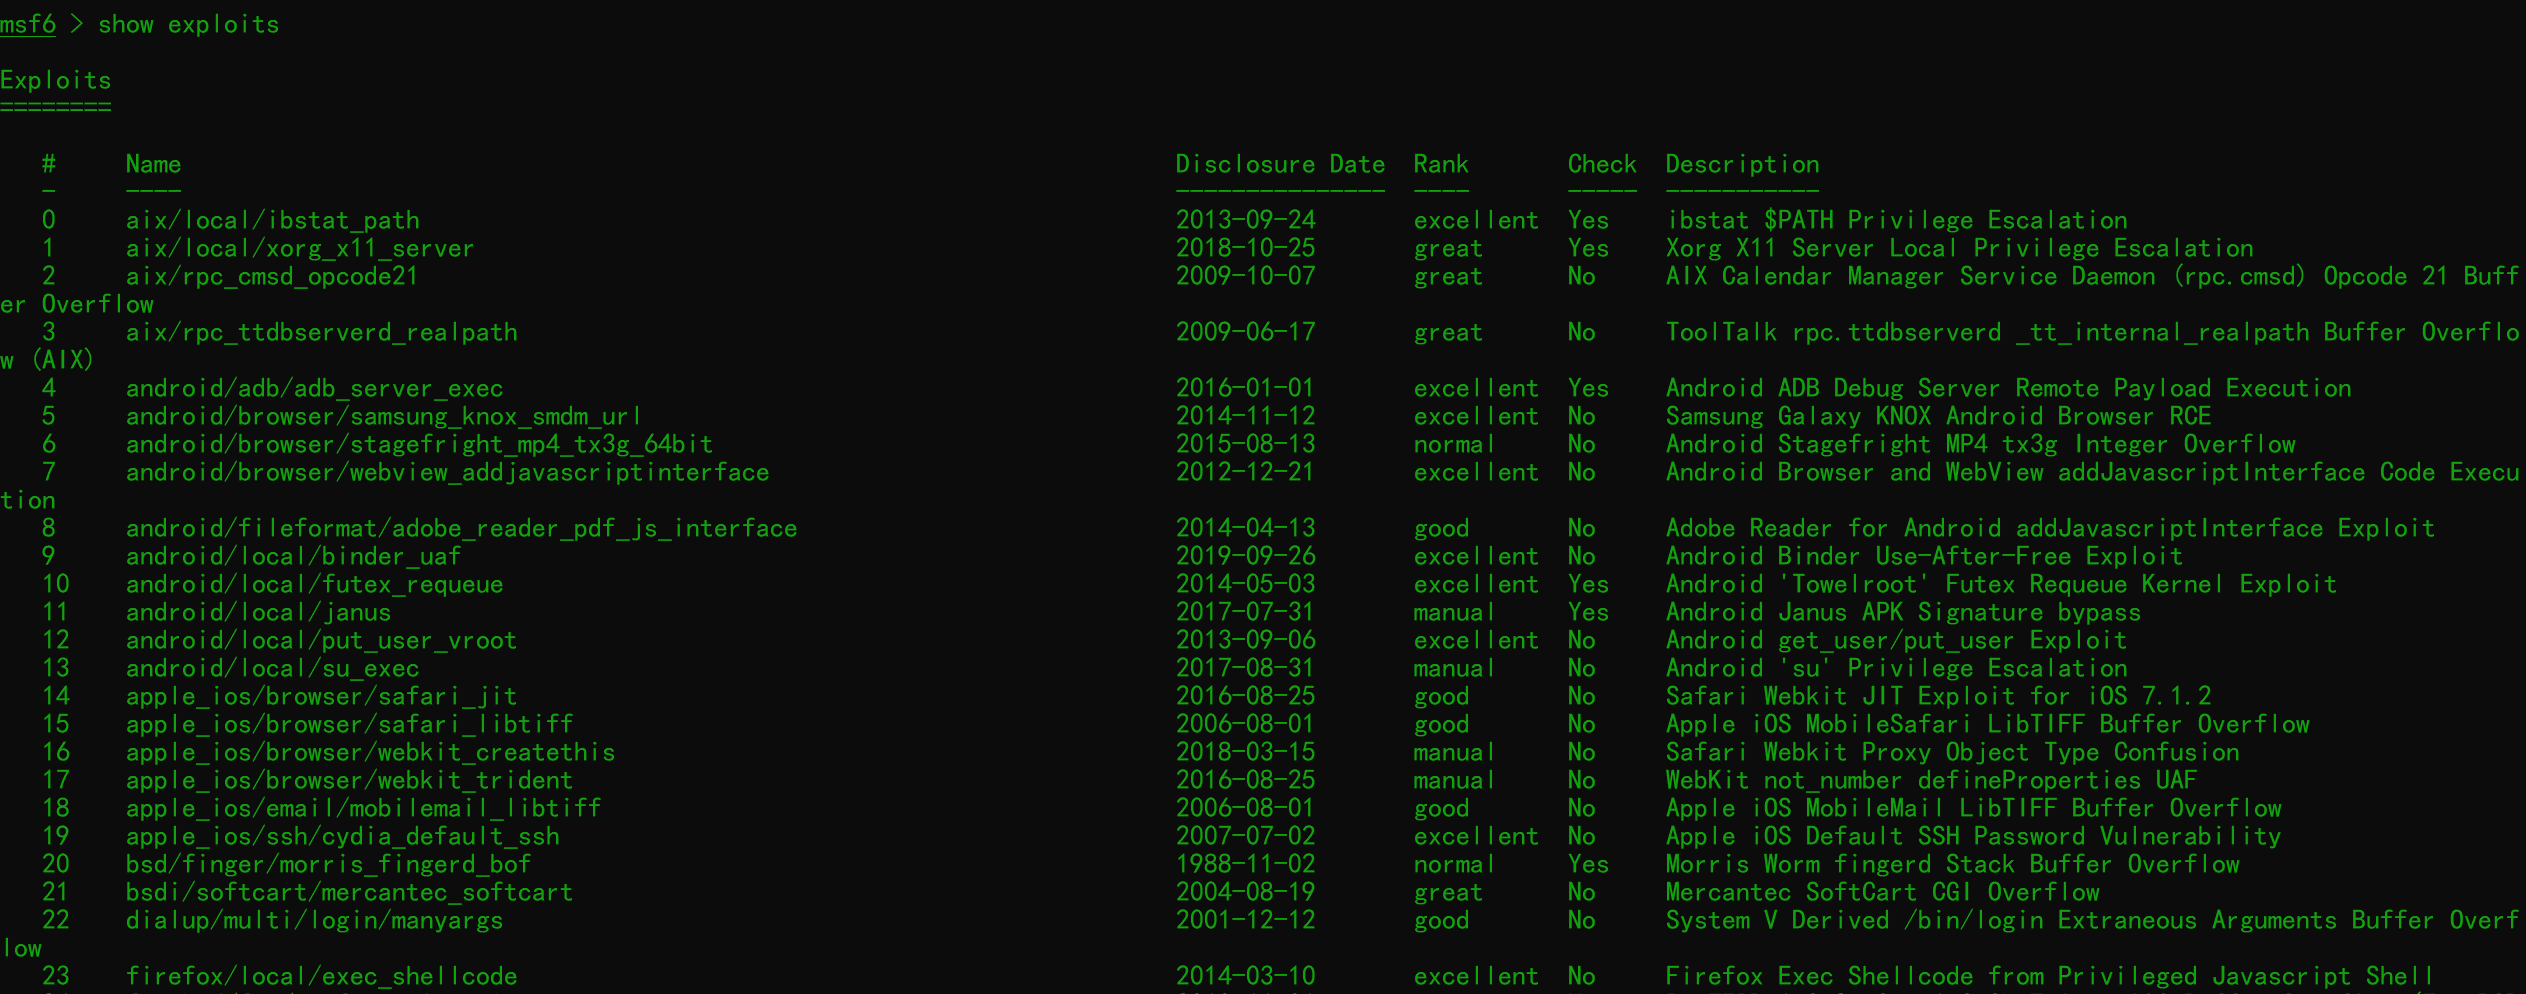 msf6 > show exploits
Exploits
========
# Name Disclosure Date Rank Check Description
- ---- --------------- ---- ----- -----------
0 aix/local/ibstat_path 2013-09-24 excellent Yes ibstat $PATH Privilege Escalation
1 aix/local/xorg_x11_server 2018-10-25 great Yes Xorg X11 Server Local Privilege Escalation
2 aix/rpc_cmsd_opcode21 2009-10-07 great No AIX Calendar Manager Service Daemon (rpc.cmsd) Opcode 21 Buff
er Overflow
3 aix/rpc_ttdbserverd_realpath 2009-06-17 great No ToolTalk rpc.ttdbserverd _tt_internal_realpath Buffer Overflo
w (AIX)
4 android/adb/adb_server_exec 2016-01-01 excellent Yes Android ADB Debug Server Remote Payload Execution
5 android/browser/samsung_knox_smdm_url 2014-11-12 excellent No Samsung Galaxy KNOX Android Browser RCE
6 android/browser/stagefright_mp4_tx3g_64bit 2015-08-13 normal No Android Stagefright MP4 tx3g Integer Overflow
7 android/browser/webview_addjavascriptinterface 2012-12-21 excellent No Android Browser and WebView addJavascriptInterface Code Execu
tion
8 android/fileformat/adobe_reader_pdf_js_interface 2014-04-13 good No Adobe Reader for Android addJavascriptInterface Exploit
9 android/local/binder_uaf 2019-09-26 excellent No Android Binder Use-After-Free Exploit
10 android/local/futex_requeue 2014-05-03 excellent Yes Android 'Towelroot' Futex Requeue Kernel Exploit
11 android/local/janus 2017-07-31 manual Yes Android Janus APK Signature bypass
12 android/local/put_user_vroot 2013-09-06 excellent No Android get_user/put_user Exploit
13 android/local/su_exec 2017-08-31 manual No Android 'su' Privilege Escalation
14 apple_ios/browser/safari_jit 2016-08-25 good No Safari Webkit JIT Exploit for iOS 7.1.2
15 apple_ios/browser/safari_libtiff 2006-08-01 good No Apple iOS MobileSafari LibTIFF Buffer Overflow
16 apple_ios/browser/webkit_createthis 2018-03-15 manual No Safari Webkit Proxy Object Type Confusion
17 apple_ios/browser/webkit_trident 2016-08-25 manual No WebKit not_number defineProperties UAF
18 apple_ios/email/mobilemail_libtiff 2006-08-01 good No Apple iOS MobileMail LibTIFF Buffer Overflow
19 apple_ios/ssh/cydia_default_ssh 2007-07-02 excellent No Apple iOS Default SSH Password Vulnerability
20 bsd/finger/morris_fingerd_bof 1988-11-02 normal Yes Morris Worm fingerd Stack Buffer Overflow
21 bsdi/softcart/mercantec_softcart 2004-08-19 great No Mercantec SoftCart CGI Overflow
22 dialup/multi/login/manyargs 2001-12-12 good No System V Derived /bin/login Extraneous Arguments Buffer Overf
low
23 firefox/local/exec_shellcode 2014-03-10 excellent No Firefox Exec Shellcode from Privileged Javascript Shell